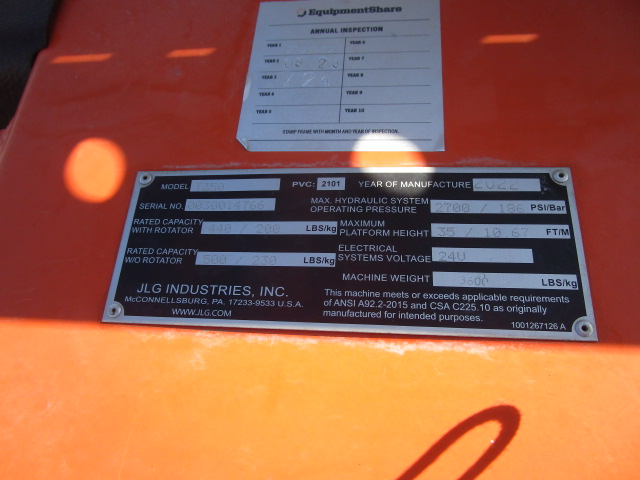 EquipmentShare
ANNUAL INSPECTION
YEAR 1 YEAR 6
YEAR 2 YEAR 7
YEAR 3 YEAR 8
YEAR 4 YEAR 9
YEAR 5 YEAR 10
STAMP FRAME WITH MONTH AND YEAR OF INSPECTION.
MODEL PVC: 2101 YEAR OF MANUFACTURE 2022
SERIAL NO. MAX. HYDRAULIC SYSTEM
OPERATING PRESSURE 2700 / 186 PSI/Bar
RATED CAPACITY
WITH ROTATOR 440 / 200 LBS/kg
MAXIMUM
PLATFORM HEIGHT 35 / 10.67 FT/M
RATED CAPACITY
W/O ROTATOR 500 / 230 LBS/kg
ELECTRICAL
SYSTEMS VOLTAGE 24V
MACHINE WEIGHT LBS/kg
JLG INDUSTRIES, INC.
McCONNELLSBURG, PA. 17233-9533 U.S.A.
WWW.JLG.COM
This machine meets or exceeds applicable requirements
of ANSI A92.2-2015 and CSA C225.10 as originally
manufactured for intended purposes.
1001267126 A